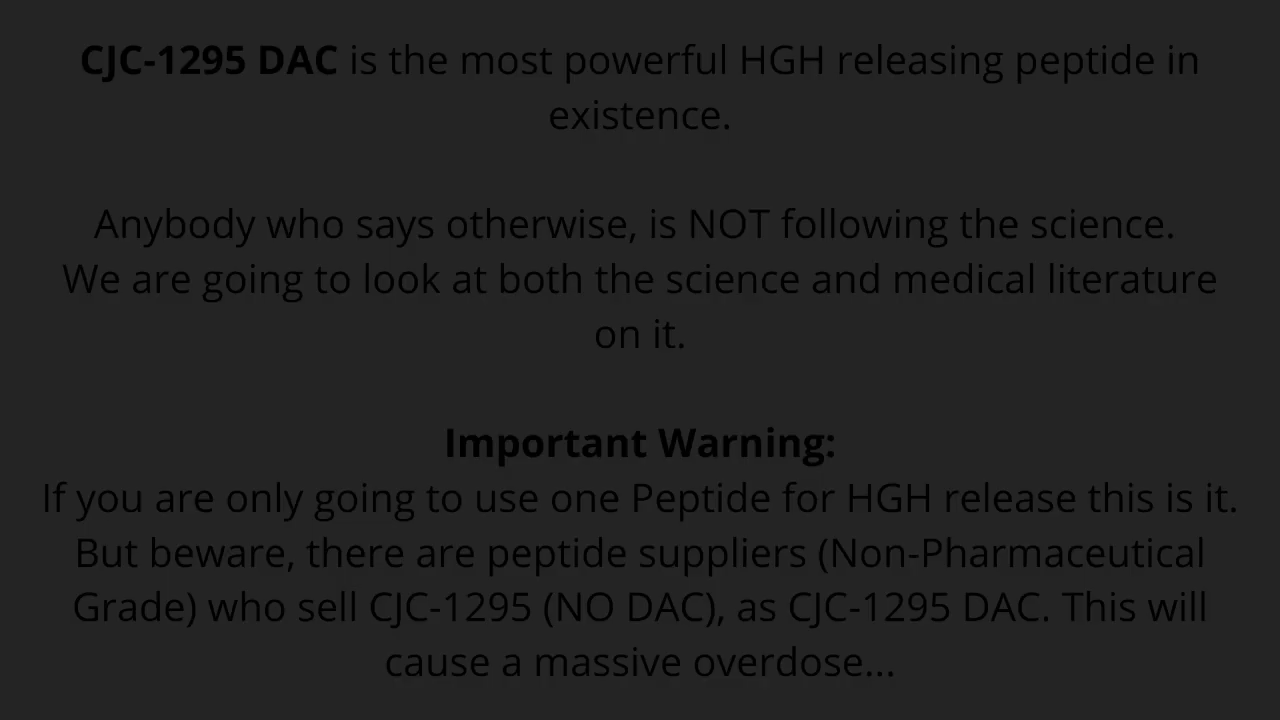 CJC-1295 DAC is the most powerful HGH releasing peptide in
existence.
Anybody who says otherwise, is NOT following the science.
We are going to look at both the science and medical literature
on it.
Important Warning:
If you are only going to use one Peptide for HGH release this is it.
But beware, there are peptide suppliers (Non-Pharmaceutical
Grade) who sell CJC-1295 (NO DAC), as CJC-1295 DAC. This will
cause a massive overdose...